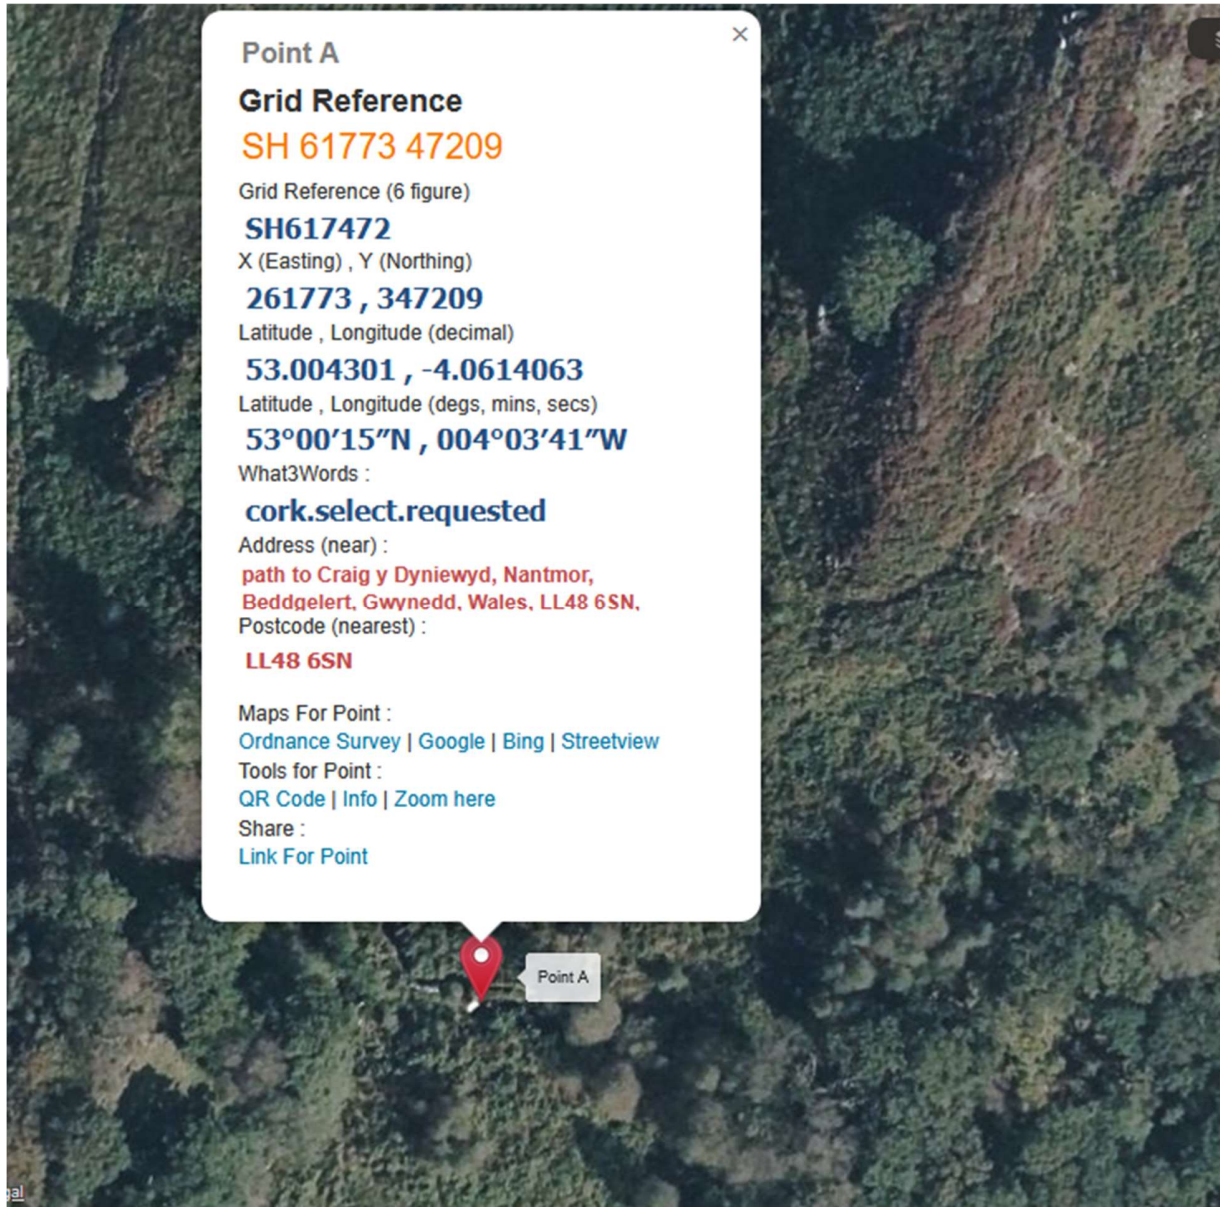 Point A
×
Grid Reference
SH 61773 47209
Grid Reference (6 figure)
SH617472
X (Easting) , Y (Northing)
261773 , 347209
Latitude , Longitude (decimal)
53.004301 , -4.0614063
Latitude , Longitude (degs, mins, secs)
53°00′15″N , 004°03′41″W
What3Words :
cork.select.requested
Address (near) :
path to Craig y Dyniewyd, Nantmor,
Beddgelert, Gwynedd, Wales, LL48 6SN,
Postcode (nearest) :
LL48 6SN
Maps For Point :
Ordnance Survey | Google | Bing | Streetview
Tools for Point :
QR Code | Info | Zoom here
Share :
Link For Point
Point A